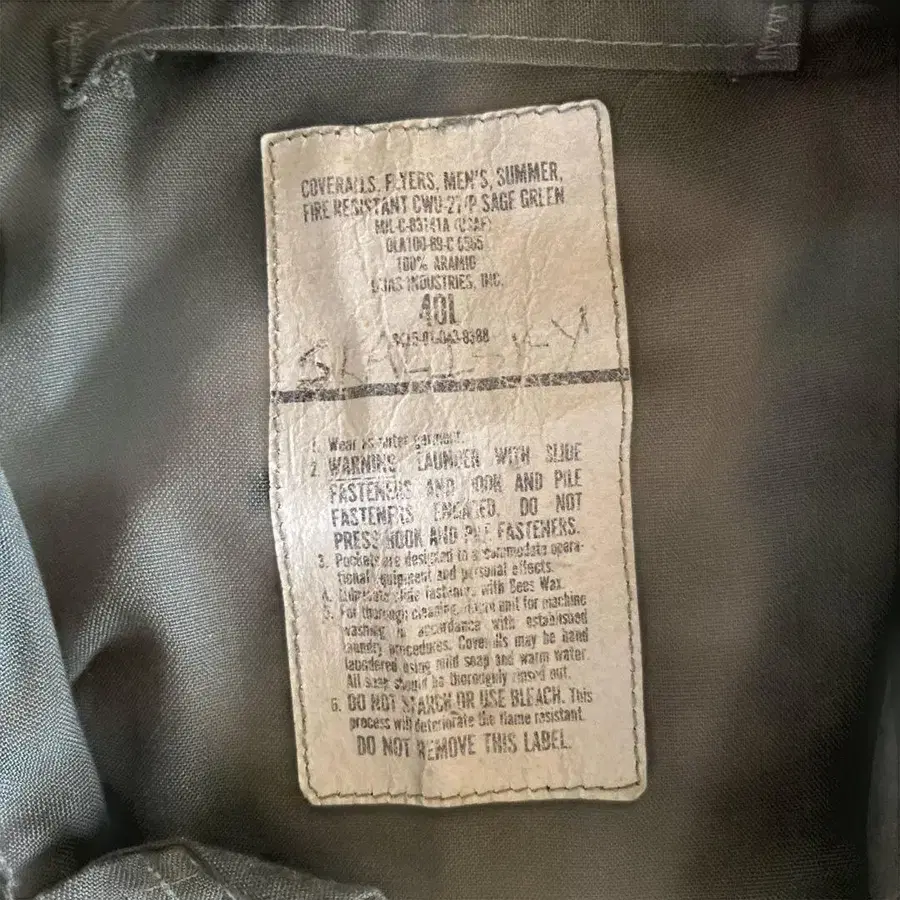 COVERALLS, FLYERS, MEN'S, SUMMER,
FIRE RESISTANT CWU-27/P SAGE GREEN
MIL-C-83141A (USAF)
DLA100-89-C
100% ARAMID
INDUSTRIES, INC.
40L
1. Wear as outer garment.
2. WARNING LAUNDER WITH SLIDE
FASTENERS AND HOOK AND PILE
FASTENERS ENGAGED. DO NOT
PRESS HOOK AND PILE FASTENERS.
3. Pockets are designed to accommodate opera-
tional equipment and personal effects.
4. slide fasteners with Bees Wax.
5. For thorough cleaning, unit for machine
washing in accordance with established
laundry procedures. Coveralls may be hand
laundered using mild soap and warm water.
All soap should be thoroughly rinsed out.
6. DO NOT STARCH OR USE BLEACH. This
process will deteriorate the flame resistant.
DO NOT REMOVE THIS LABEL.